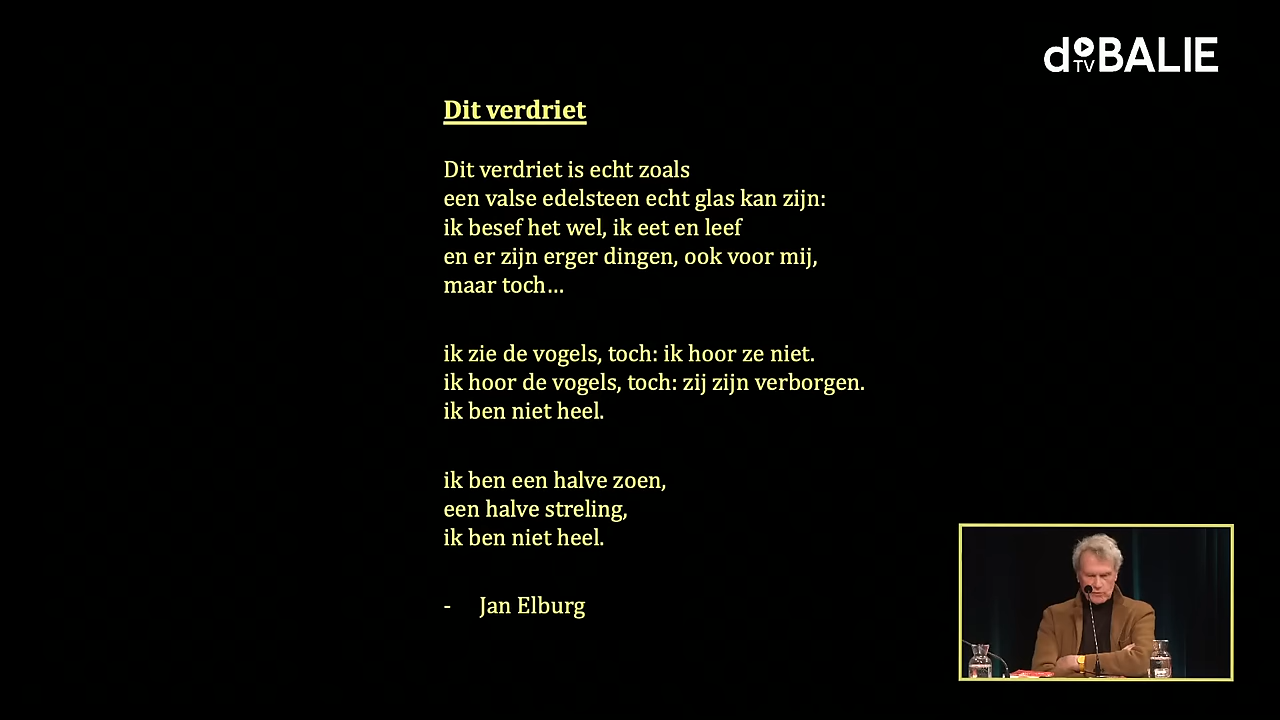 de BALIE
TV
Dit verdriet
Dit verdriet is echt zoals
een valse edelsteen echt glas kan zijn:
ik besef het wel, ik eet en leef
en er zijn erger dingen, ook voor mij,
maar toch…
ik zie de vogels, toch: ik hoor ze niet.
ik hoor de vogels, toch: zij zijn verborgen.
ik ben niet heel.
ik ben een halve zoen,
een halve streling,
ik ben niet heel.
- Jan Elburg